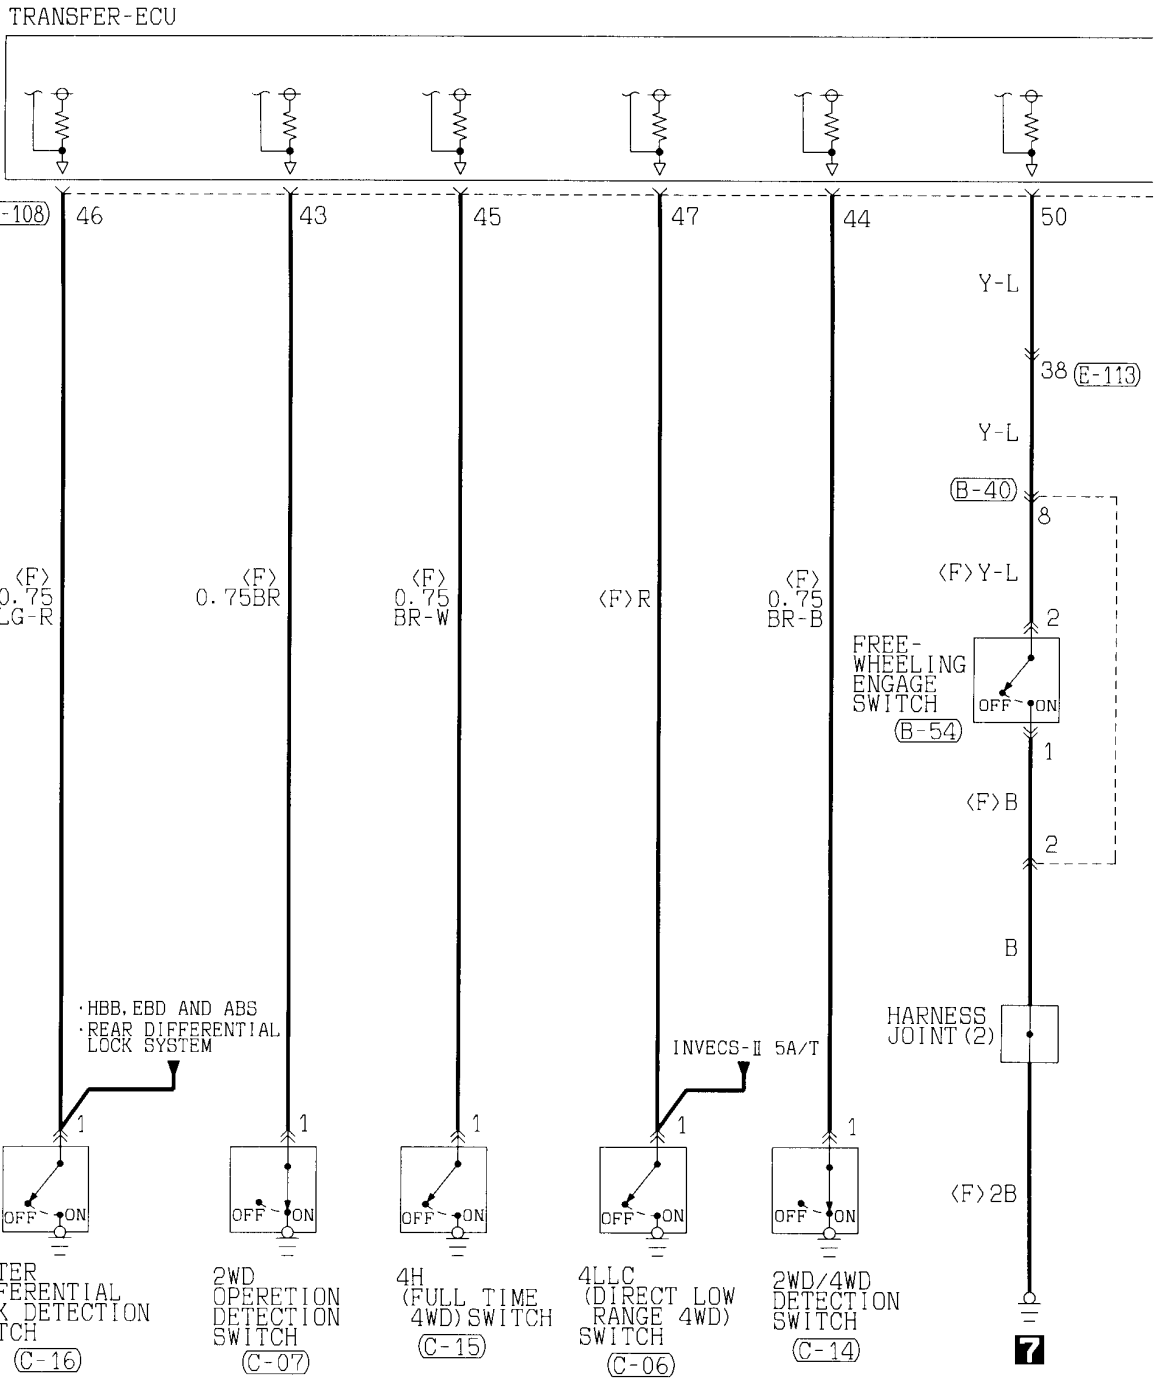 TRANSFER-ECU
-108) 46
43
45
47
44
50
Y-L
38 E-113
Y-L
B-40
8
<F>
0.75
LG-R
<F>
0.75BR
<F>
0.75
BR-W
<F>R
<F>
0.75
BR-B
<F>Y-L
2
FREE-
WHEELING
ENGAGE
SWITCH
B-54
OFF ON
1
<F>B
2
B
HARNESS
JOINT(2)
·HBB,EBD AND ABS
·REAR DIFFERENTIAL
LOCK SYSTEM
INVECS-Ⅱ 5A/T
1
1
1
1
1
<F>2B
OFF ON
OFF ON
OFF ON
OFF ON
OFF ON
TER
FERENTIAL
K DETECTION
TCH
C-16
2WD
OPERETION
DETECTION
SWITCH
C-07
4H
(FULL TIME
4WD)SWITCH
C-15
4LLC
(DIRECT LOW
RANGE 4WD)
SWITCH
C-06
2WD/4WD
DETECTION
SWITCH
C-14
7